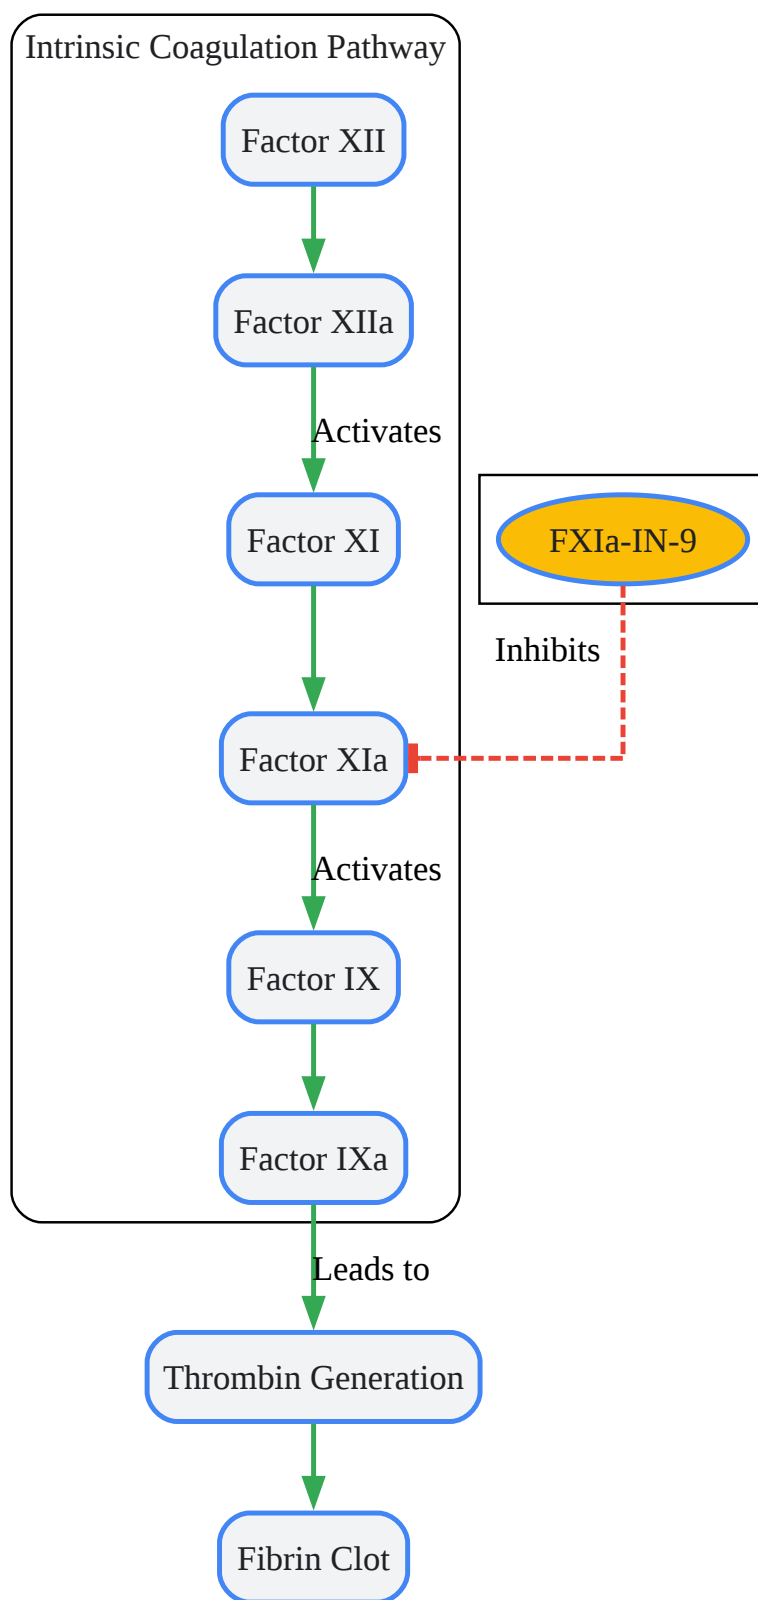 Intrinsic Coagulation Pathway
Factor XII
Factor XIIa
Activates
Factor XI
FXIa-IN-9
Inhibits
Factor XIa
Activates
Factor IX
Factor IXa
Leads to
Thrombin Generation
Fibrin Clot